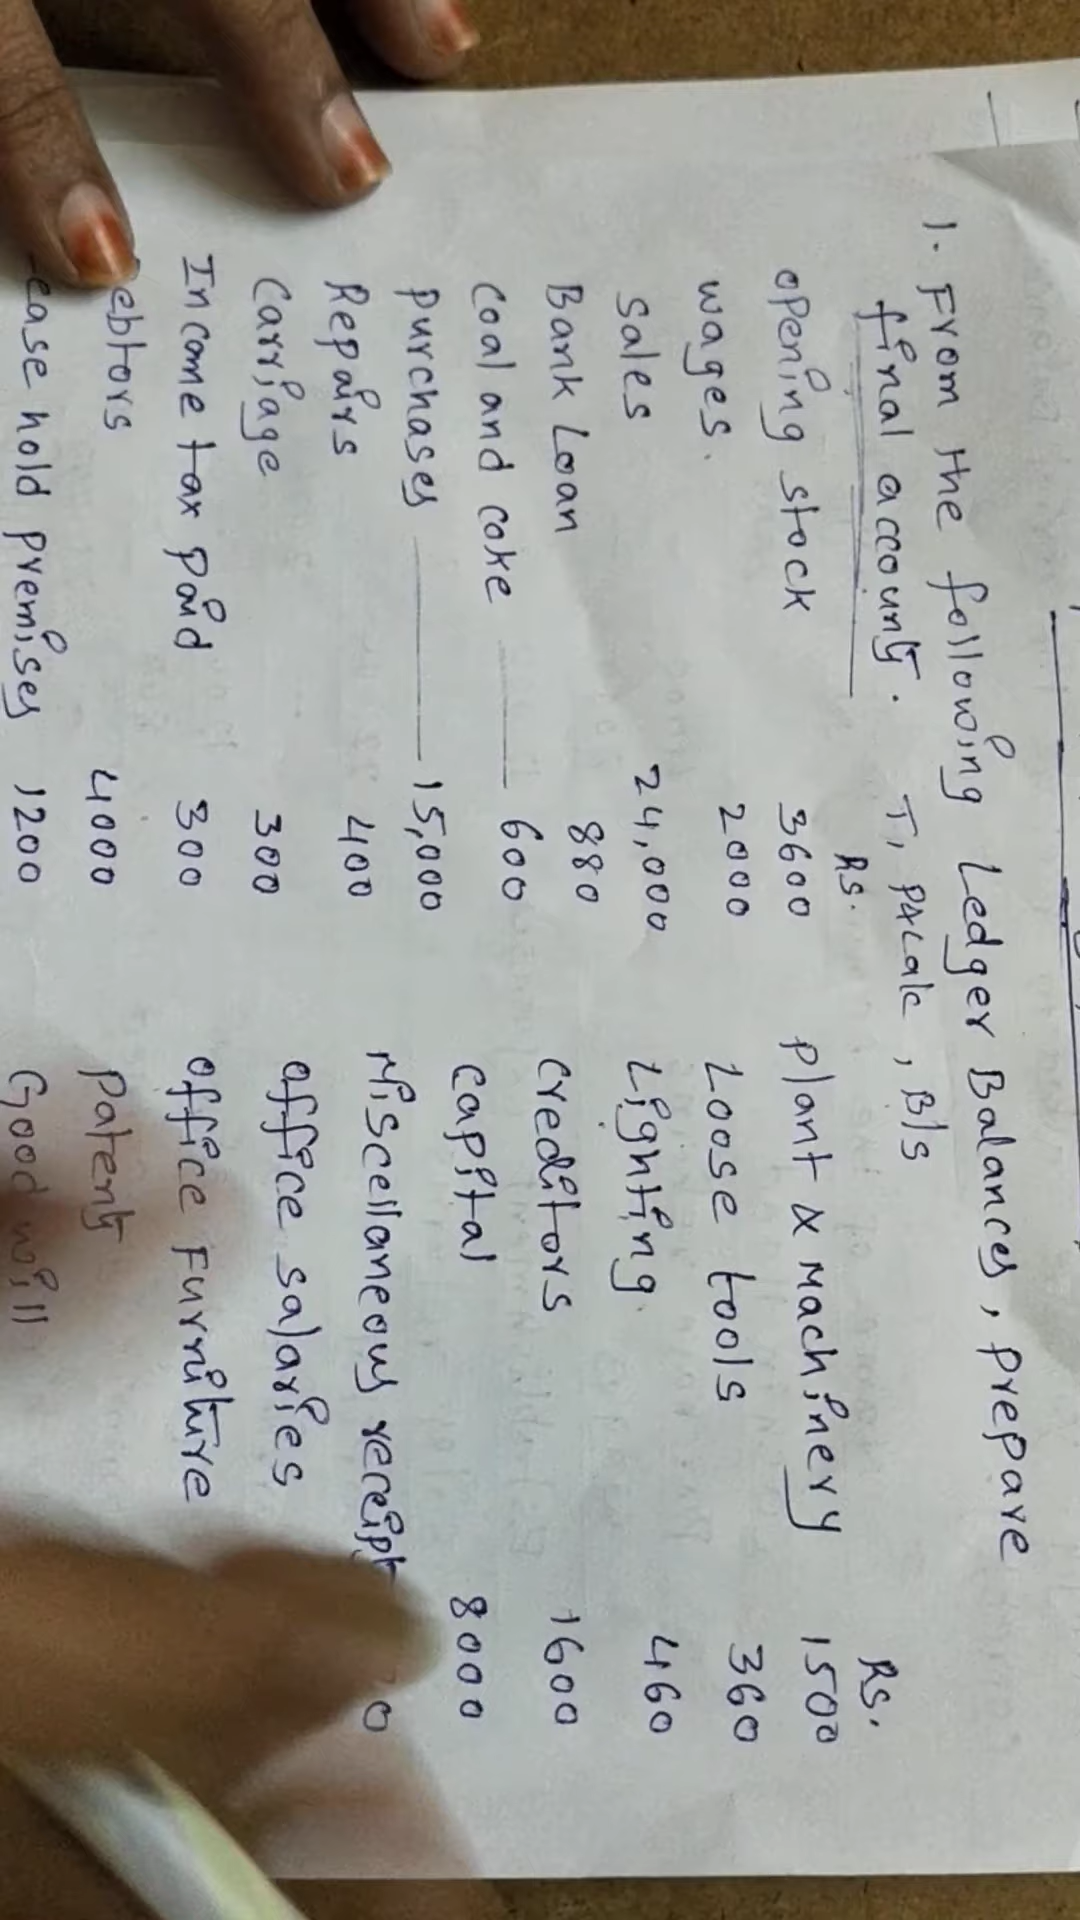 1. From the following Ledger Balances, prepare
final accounts. T, P&L a/c, B/s
Rs. Rs.
opening stock 3600 plant & Machinery 1500
wages. 2000 Loose tools 360
sales 24,000 Lighting 460
Bank Loan 880 creditors 1600
coal and coke 600 capital 8000
purchases 15,000 Miscellaneous receipts
Repairs 400 office salaries
carriage 300 office Furniture
Income tax paid 300 patents
ebtors 4000 Good will
ease hold premises 1200